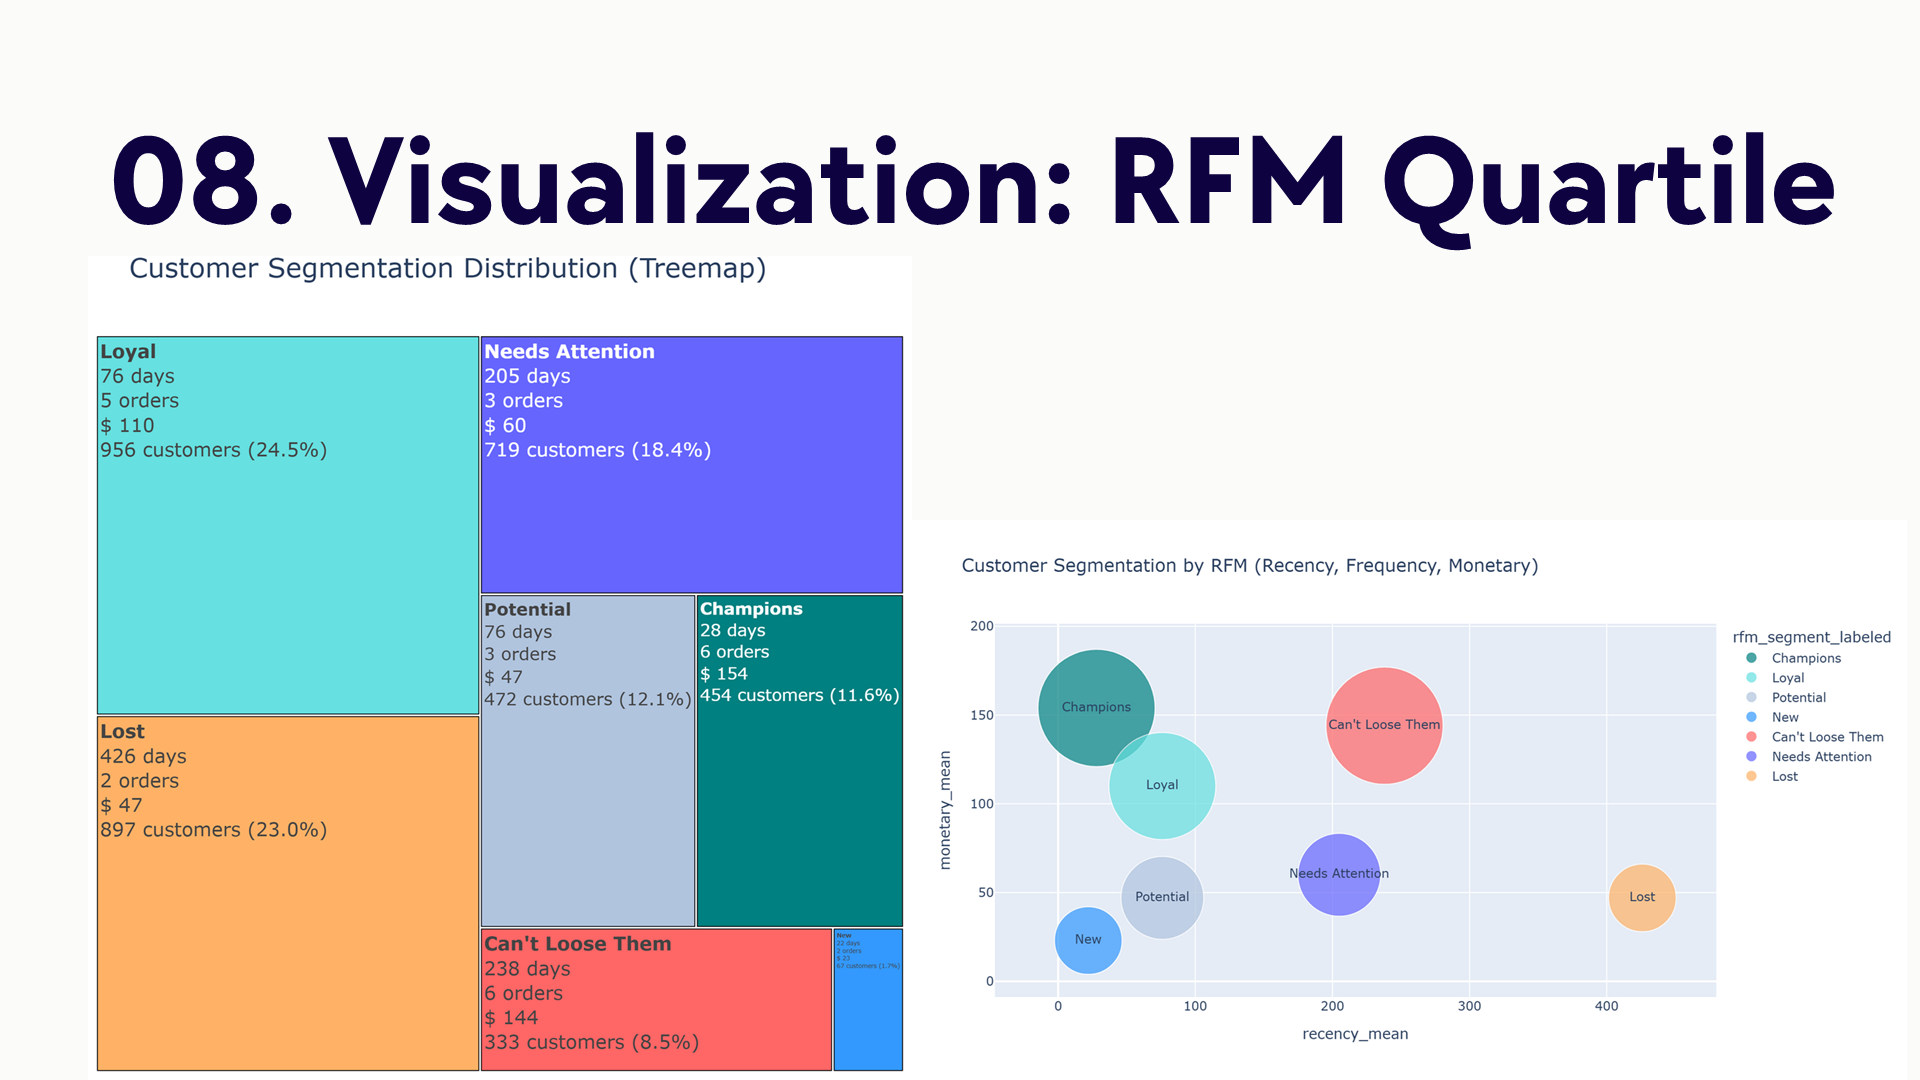 08. Visualization: RFM Quartile
Customer Segmentation Distribution (Treemap)
Loyal
76 days
5 orders
$ 110
956 customers (24.5%)
Needs Attention
205 days
3 orders
$ 60
719 customers (18.4%)
Potential
76 days
3 orders
$ 47
472 customers (12.1%)
Champions
28 days
6 orders
$ 154
454 customers (11.6%)
Lost
426 days
2 orders
$ 47
897 customers (23.0%)
Can't Loose Them
238 days
6 orders
$ 144
333 customers (8.5%)
New
22 days
2 orders
$ 23
67 customers (1.7%)
Customer Segmentation by RFM (Recency, Frequency, Monetary)
monetary_mean
200
150
100
50
0
Champions
Can't Loose Them
Loyal
Needs Attention
Potential
Lost
New
0
100
200
300
400
recency_mean
rfm_segment_labeled
Champions
Loyal
Potential
New
Can't Loose Them
Needs Attention
Lost